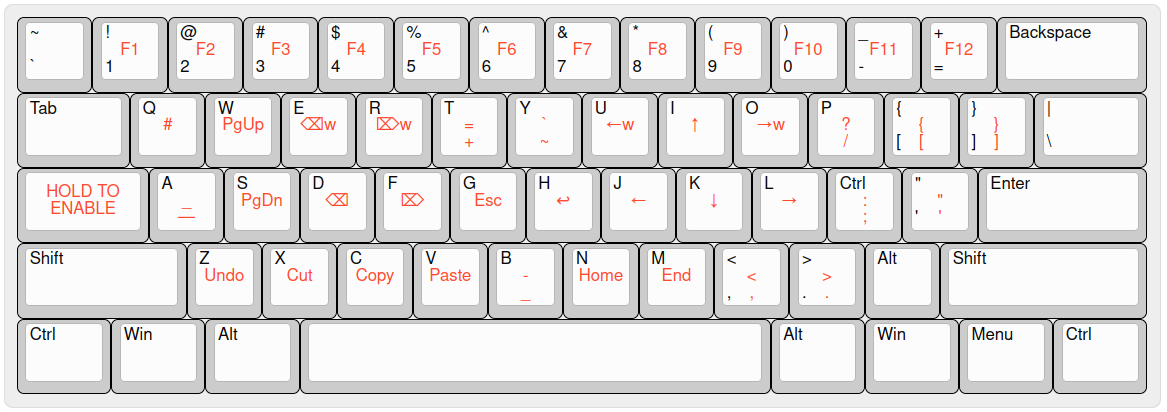 ~ ` ! F1 1 @ F2 2 # F3 3 $ F4 4 % F5 5 ^ F6 6 & F7 7 * F8 8 ( F9 9 ) F10 0 _ F11 - + F12 = Backspace
Tab Q # W PgUp E ⌫w R ⌦w T = + Y ` ~ U ←w I ↑ O →w P ? / { [ { [ } ] } ] | \
HOLD TO
ENABLE
A _ S PgDn D ⌫ F ⌦ G Esc H ↩ J ← K ↓ L → Ctrl : ; " ' " ' Enter
Shift Z Undo X Cut C Copy V Paste B - _ N Home M End < , < , > . > . Alt Shift
Ctrl Win Alt Alt Win Menu Ctrl